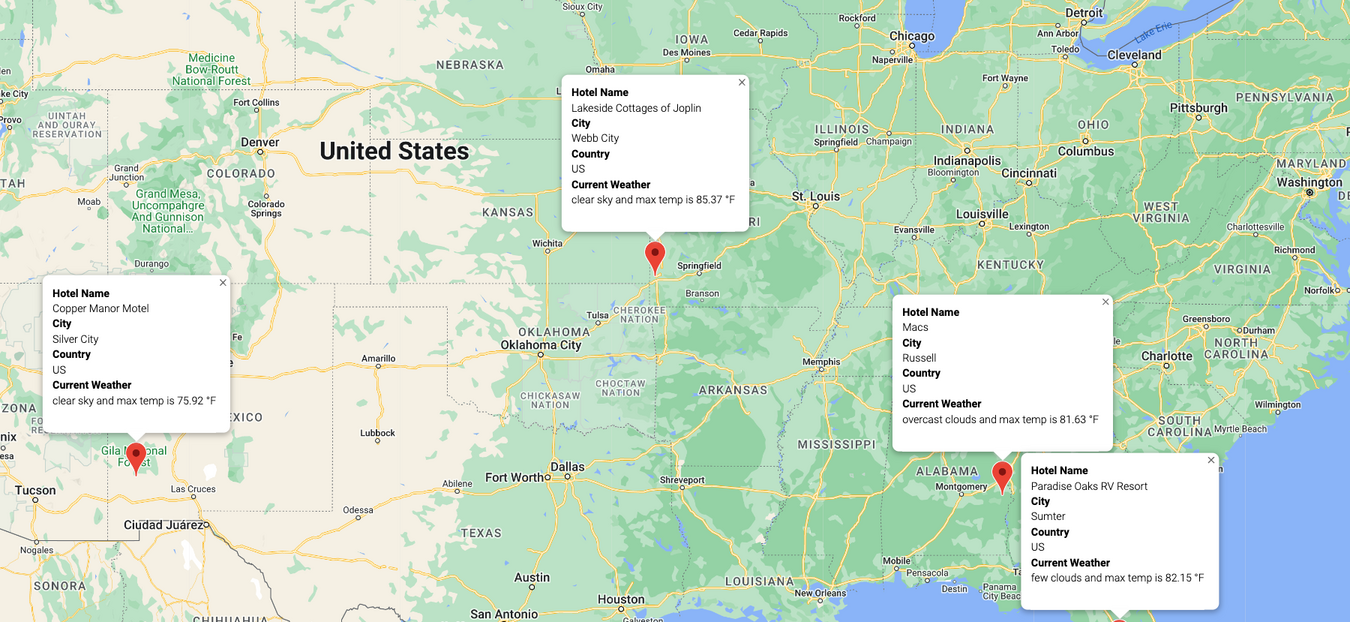 Sioux City
Rockford
Detroit
Chicago
Ann Arbor
Lake Erie
IOWA
Cedar Rapids
Des Moines
Naperville
Toledo
Cleveland
Medicine
Bow-Routt
National Forest
NEBRASKA
Omaha
Fort Wayne
Fort Collins
Pittsburgh
PENNSYLVANIA
Provo
UINTAH
AND OURAY
RESERVATION
ILLINOIS
INDIANA
OHIO
Denver
Springfield
Champaign
Columbus
United States
Indianapolis
Bloomington
Cincinnati
MARYLAND
Grand
Junction
COLORADO
Washington
Moab
Grand Mesa,
Uncompahgre
And Gunnison
National...
Colorado
Springs
St. Louis
WEST
VIRGINIA
KANSAS
Louisville
Lexington
Charlottesville
Evansville
Wichita
Richmond
Durango
Springfield
KENTUCKY
VIRGINIA
Branson
Norfolk
Tulsa
CHEROKEE
NATION
OKLAHOMA
Oklahoma City
Greensboro
Durham
NORTH
CAROLINA
Amarillo
Memphis
Charlotte
CHOCTAW
NATION
ARKANSAS
CHICKASAW
NATION
Wilmington
SOUTH
CAROLINA
Myrtle Beach
Lubbock
MISSISSIPPI
Dallas
Fort Worth
ALABAMA
Montgomery
Abilene
Shreveport
Tucson
Las Cruces
Odessa
Ciudad Juárez
TEXAS
Nogales
Mobile
Pensacola
Destin
Panama
City Beac
SONORA
Austin
LOUISIANA
New Orleans
Houston
San Antonio
Galveston
CHIHUAHUA
Hotel Name
Lakeside Cottages of Joplin
City
Webb City
Country
US
Current Weather
clear sky and max temp is 85.37 °F
Hotel Name
Copper Manor Motel
City
Silver City
Country
US
Current Weather
clear sky and max temp is 75.92 °F
Hotel Name
Macs
City
Russell
Country
US
Current Weather
overcast clouds and max temp is 81.63 °F
Hotel Name
Paradise Oaks RV Resort
City
Sumter
Country
US
Current Weather
few clouds and max temp is 82.15 °F